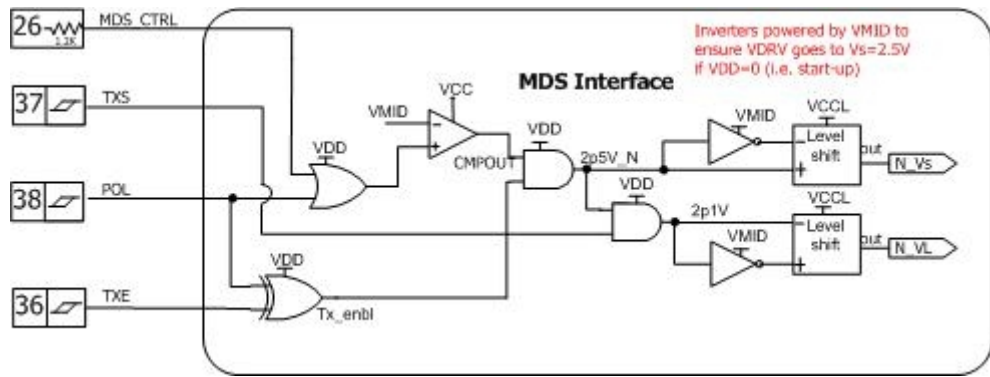 26
1.2K
MDS_CTRL
Inverters powered by VMID to
ensure VDRV goes to Vs=2.5V
if VDD=0 (i.e. start-up)
MDS Interface
37
TXS
VCC
VMID
-
+
CMPOUT
VDD
VDD
2p5V_N
VMID
VCCL
-
Level
shift
+
out
N_Vs
38
POL
VDD
2p1V
VCCL
-
Level
shift
+
out
N_VL
VMID
VDD
Tx_enbl
36
TXE